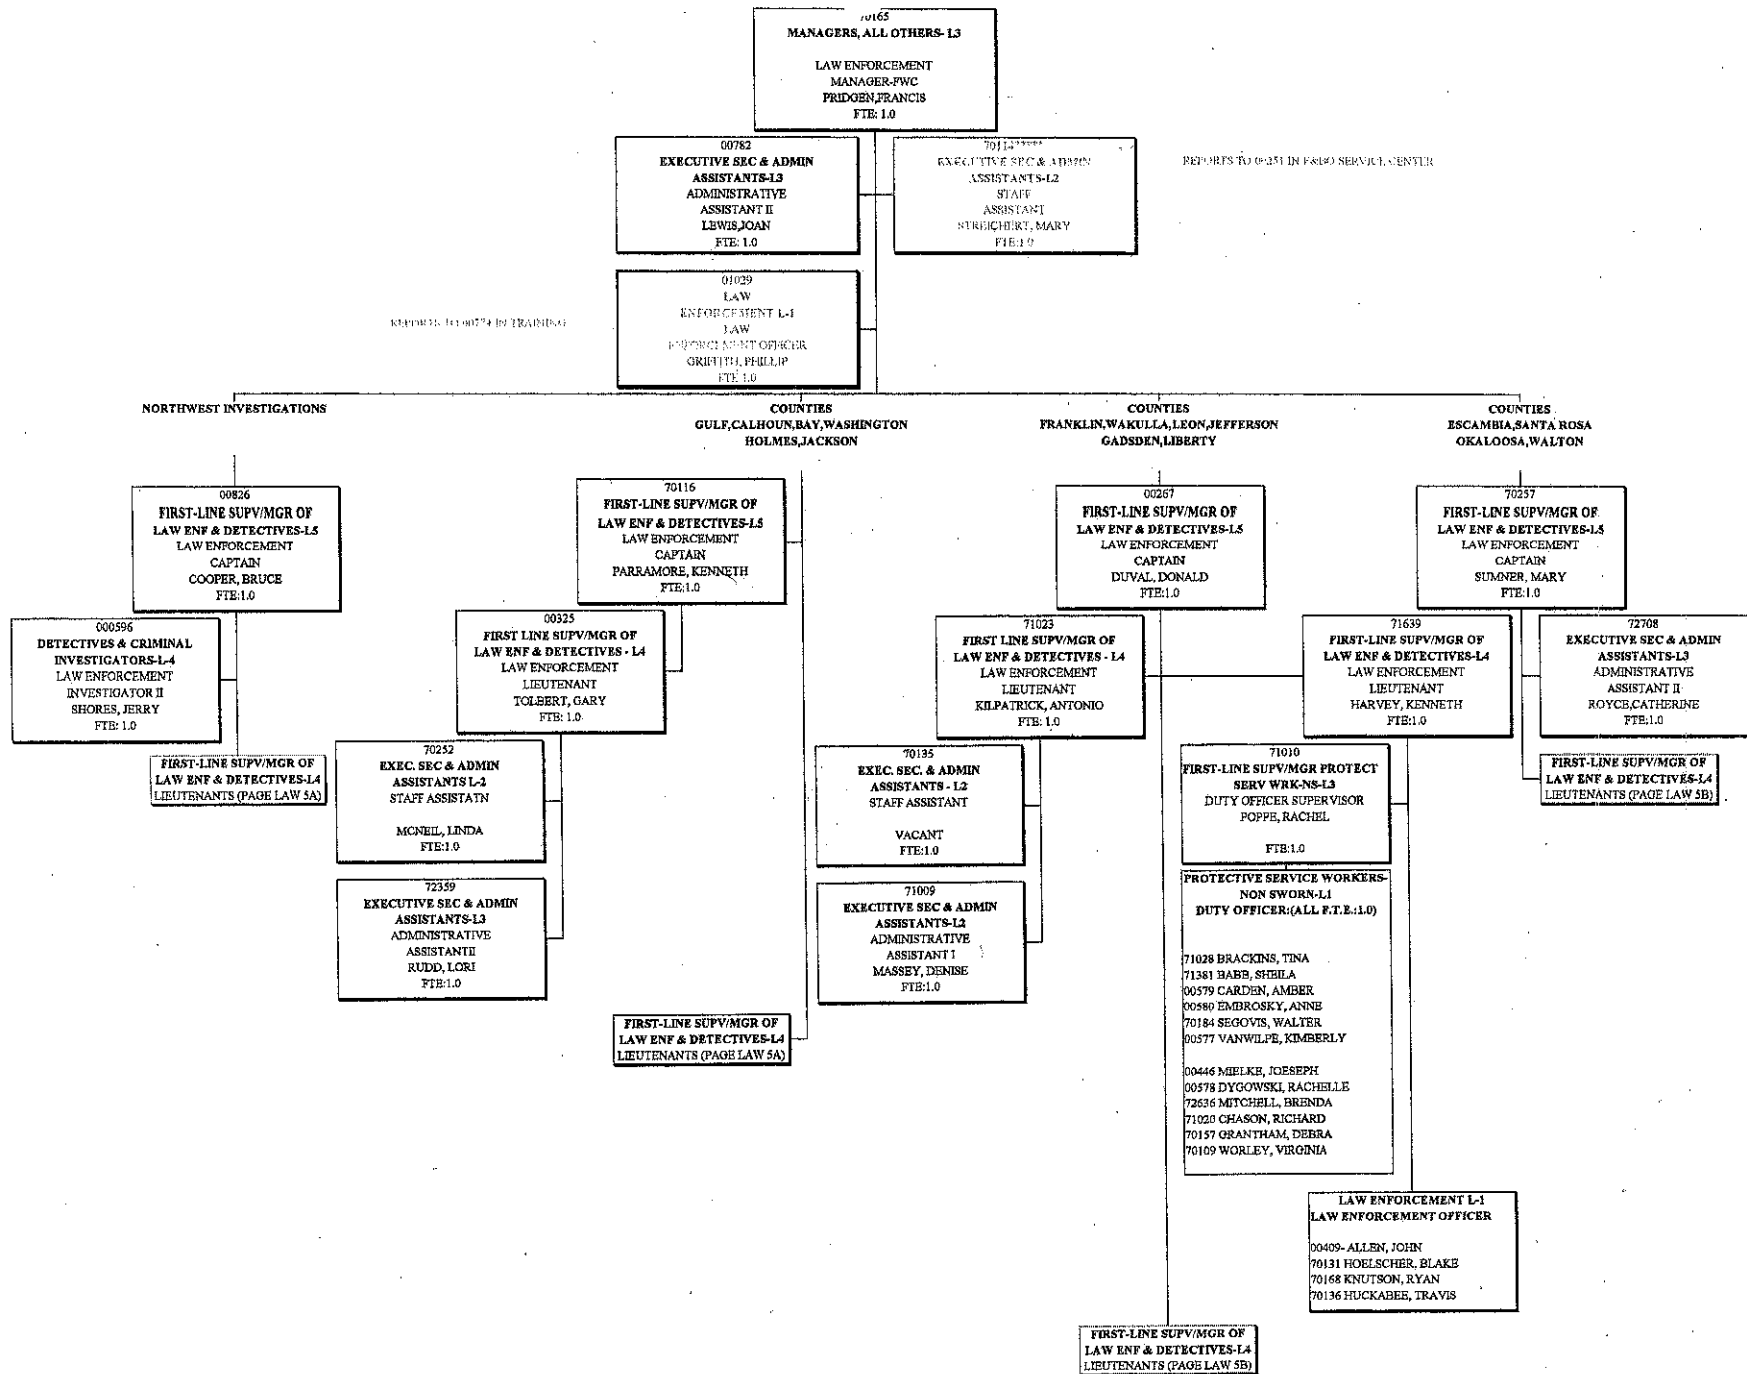 70165
MANAGERS, ALL OTHERS- L3
LAW ENFORCEMENT
MANAGER-FWC
PRIDGEN,FRANCIS
FTE: 1.0
00782
EXECUTIVE SEC & ADMIN
ASSISTANTS-L3
ADMINISTRATIVE
ASSISTANT II
LEWIS,JOAN
FTE: 1.0
EXECUTIVE SEC & ADMIN
ASSISTANTS-L2
STAFF
ASSISTANT
STREICHERT, MARY
FTE:1.0
REPORTS TO IN SERVICE CENTER
01029
LAW
ENFORCEMENT L-1
LAW
ENFORCEMENT OFFICER
GRIFFITH, PHILLIP
FTE 1.0
REPORTS TO 00774 IN TRAINING
NORTHWEST INVESTIGATIONS
COUNTIES
GULF,CALHOUN,BAY,WASHINGTON
HOLMES,JACKSON
COUNTIES
FRANKLIN,WAKULLA,LEON,JEFFERSON
GADSDEN,LIBERTY
COUNTIES
ESCAMBIA,SANTA ROSA
OKALOOSA,WALTON
00826
FIRST-LINE SUPV/MGR OF
LAW ENF & DETECTIVES-L5
LAW ENFORCEMENT
CAPTAIN
COOPER, BRUCE
FTE:1.0
000596
DETECTIVES & CRIMINAL
INVESTIGATORS-L-4
LAW ENFORCEMENT
INVESTIGATOR II
SHORES, JERRY
FTE: 1.0
FIRST-LINE SUPV/MGR OF
LAW ENF & DETECTIVES-L4
LIEUTENANTS (PAGE LAW 5A)
70116
FIRST-LINE SUPV/MGR OF
LAW ENF & DETECTIVES-L5
LAW ENFORCEMENT
CAPTAIN
PARRAMORE, KENNETH
FTE:1.0
00325
FIRST LINE SUPV/MGR OF
LAW ENF & DETECTIVES - L4
LAW ENFORCEMENT
LIEUTENANT
TOLBERT, GARY
FTE: 1.0
70252
EXEC. SEC & ADMIN
ASSISTANTS L-2
STAFF ASSISTATN
MCNEIL, LINDA
FTE:1.0
72359
EXECUTIVE SEC & ADMIN
ASSISTANTS-L3
ADMINISTRATIVE
ASSISTANTII
RUDD, LORI
FTE:1.0
FIRST-LINE SUPV/MGR OF
LAW ENF & DETECTIVES-L4
LIEUTENANTS (PAGE LAW 5A)
00267
FIRST-LINE SUPV/MGR OF
LAW ENF & DETECTIVES-L5
LAW ENFORCEMENT
CAPTAIN
DUVAL, DONALD
FTE:1.0
71023
FIRST LINE SUPV/MGR OF
LAW ENF & DETECTIVES - L4
LAW ENFORCEMENT
LIEUTENANT
KILPATRICK, ANTONIO
FTE: 1.0
70135
EXEC. SEC. & ADMIN
ASSISTANTS - L2
STAFF ASSISTANT
VACANT
FTE:1.0
71009
EXECUTIVE SEC & ADMIN
ASSISTANTS-L2
ADMINISTRATIVE
ASSISTANT I
MASSEY, DENISE
FTE:1.0
71639
FIRST-LINE SUPV/MGR OF
LAW ENF & DETECTIVES-L4
LAW ENFORCEMENT
LIEUTENANT
HARVEY, KENNETH
FTE:1.0
71010
FIRST-LINE SUPV/MGR PROTECT
SERV WRK-NS-L3
DUTY OFFICER SUPERVISOR
POPPE, RACHEL
FTE:1.0
PROTECTIVE SERVICE WORKERS-
NON SWORN-L1
DUTY OFFICER:(ALL F.T.E.:1.0)
71028 BRACKINS, TINA
71381 BABB, SHEILA
00579 CARDEN, AMBER
00580 EMBROSKY, ANNE
70184 SEGOVIS, WALTER
00577 VANWILPE, KIMBERLY
00446 MIELKE, JOESEPH
00578 DYGOWSKI, RACHELLE
72636 MITCHELL, BRENDA
71020 CHASON, RICHARD
70157 GRANTHAM, DEBRA
70109 WORLEY, VIRGINIA
LAW ENFORCEMENT L-1
LAW ENFORCEMENT OFFICER
00409- ALLEN, JOHN
70131 HOELSCHER, BLAKE
70168 KNUTSON, RYAN
70136 HUCKABEE, TRAVIS
FIRST-LINE SUPV/MGR OF
LAW ENF & DETECTIVES-L4
LIEUTENANTS (PAGE LAW 5B)
70257
FIRST-LINE SUPV/MGR OF
LAW ENF & DETECTIVES-L5
LAW ENFORCEMENT
CAPTAIN
SUMNER, MARY
FTE:1.0
72708
EXECUTIVE SEC & ADMIN
ASSISTANTS-L3
ADMINISTRATIVE
ASSISTANT II
ROYCE,CATHERINE
FTE:1.0
FIRST-LINE SUPV/MGR OF
LAW ENF & DETECTIVES-L4
LIEUTENANTS (PAGE LAW 5B)